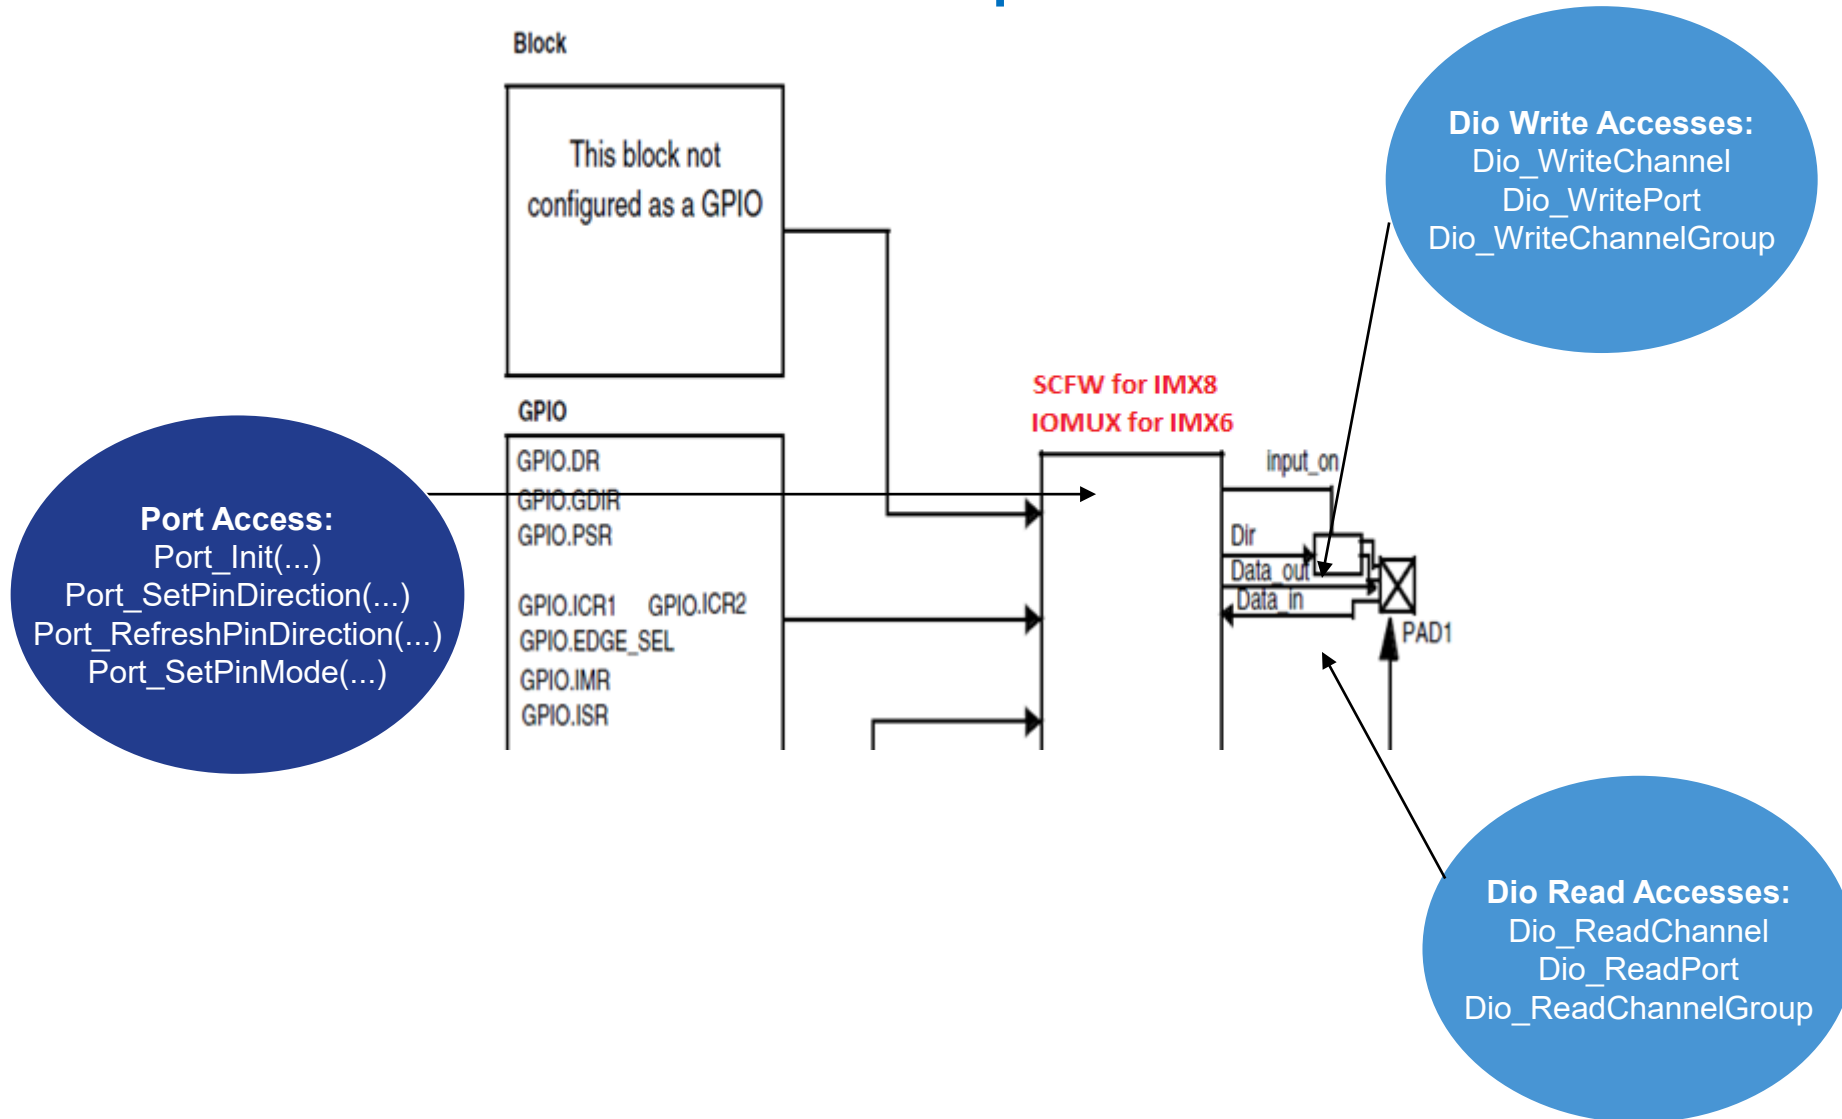 Block
This block not
configured as a GPIO
Dio Write Accesses:
Dio_WriteChannel
Dio_WritePort
Dio_WriteChannelGroup
SCFW for IMX8
IOMUX for IMX6
GPIO
GPIO.DR
GPIO.GDIR
GPIO.PSR
GPIO.ICR1 GPIO.ICR2
GPIO.EDGE_SEL
GPIO.IMR
GPIO.ISR
Port Access:
Port_Init(...)
Port_SetPinDirection(...)
Port_RefreshPinDirection(...)
Port_SetPinMode(...)
input_on
Dir
Data_out
Data_in
PAD1
Dio Read Accesses:
Dio_ReadChannel
Dio_ReadPort
Dio_ReadChannelGroup